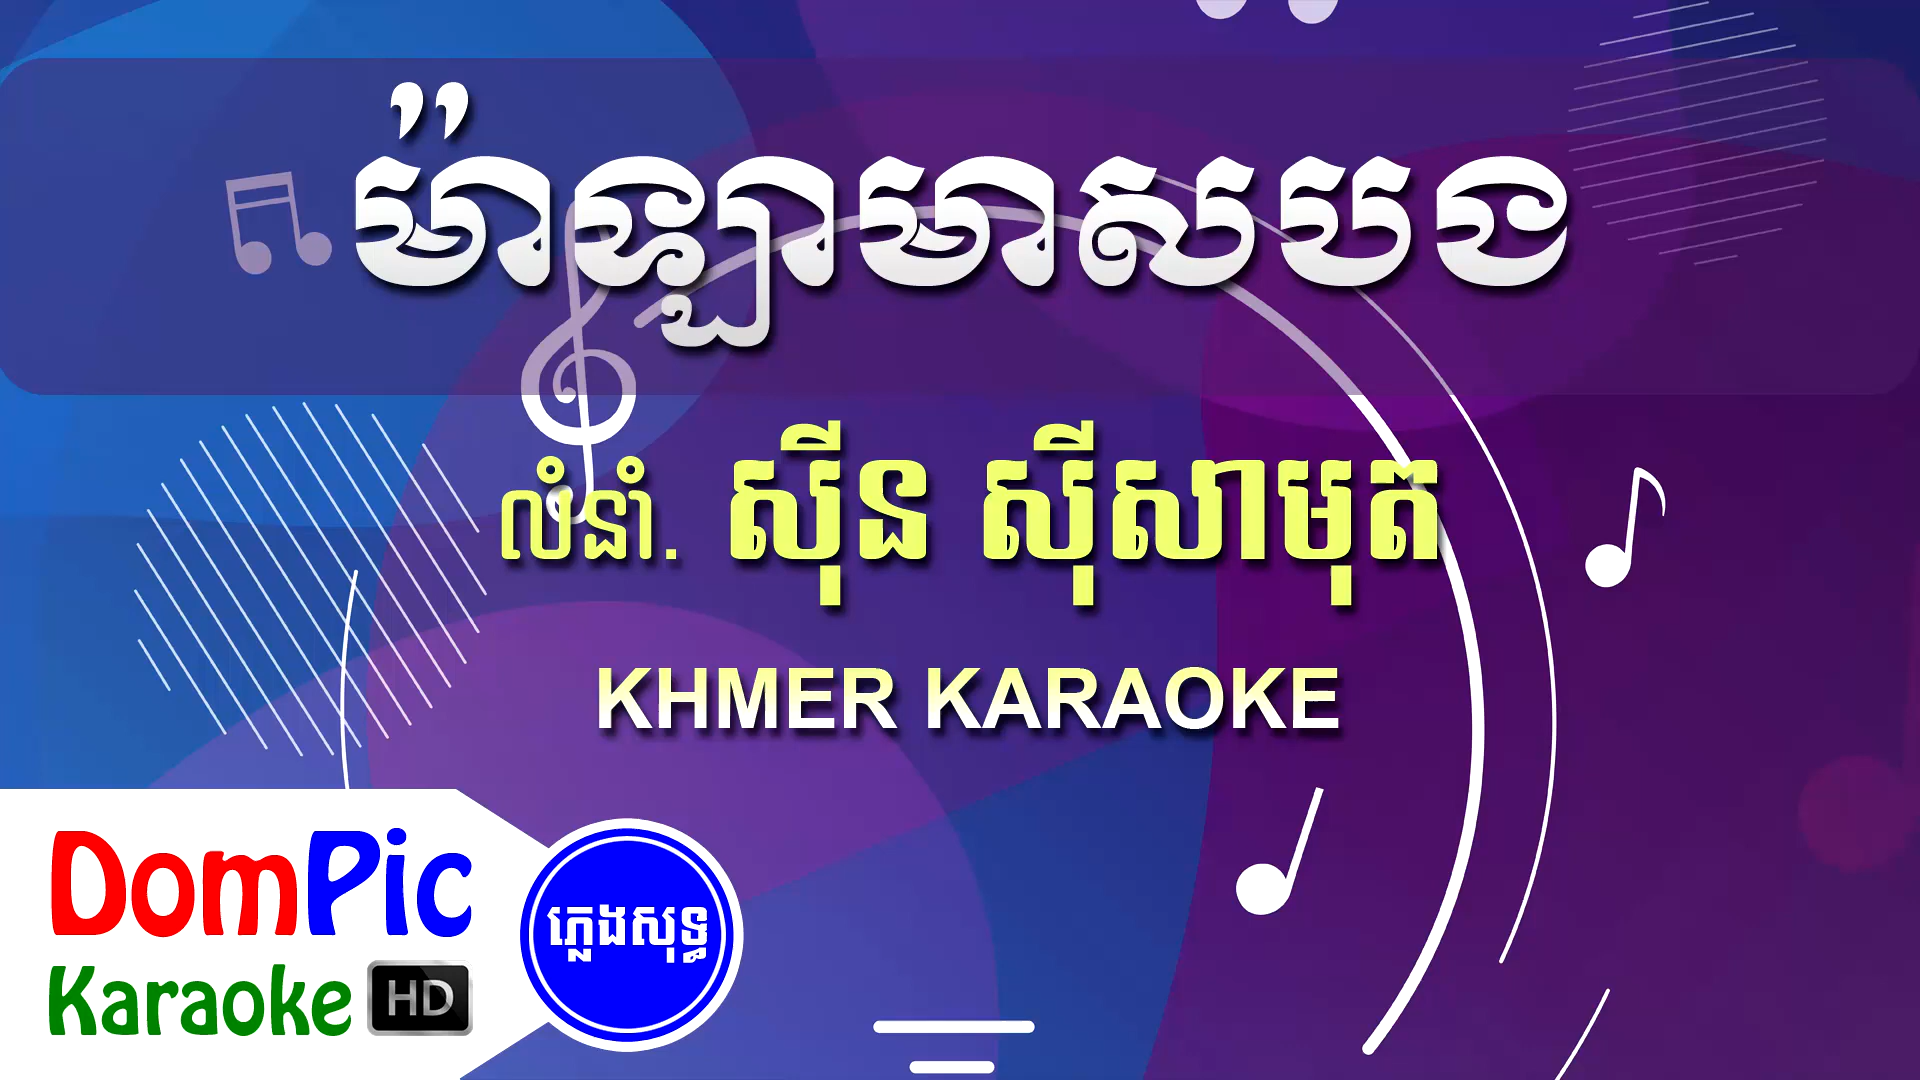 ម៉ាឡាមាសបង
លំនាំ. ស៊ីន ស៊ីសាមុត
KHMER KARAOKE
DomPic
Karaoke HD
ភ្លេងសុទ្ធ